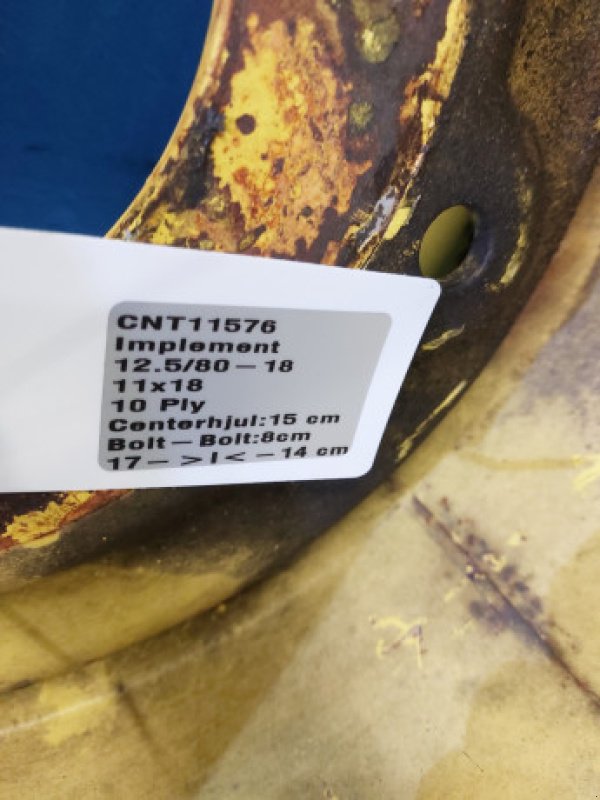 CNT11576
Implement
12.5/80 – 18
11x18
10 Ply
Centerhjul:15 cm
Bolt – Bolt:8cm
17 – >I< – 14 cm